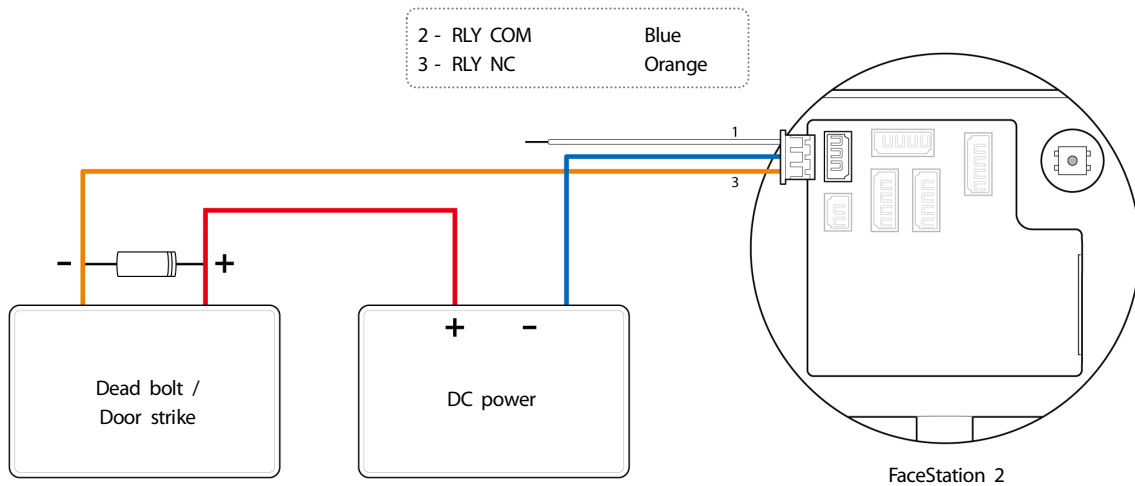 2 - RLY COM Blue
3 - RLY NC Orange
1
3
- +
+ -
Dead bolt /
Door strike
DC power
FaceStation 2